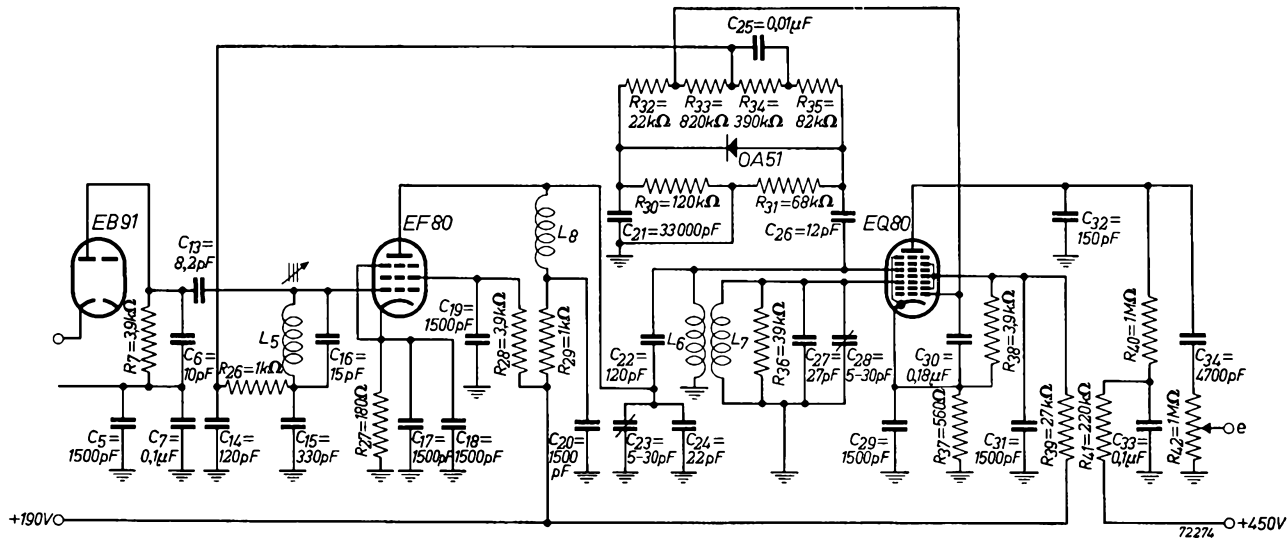 C25=0,01µF
R32=
22kΩ
R33=
820kΩ
R34=
390kΩ
R35=
82kΩ
OA51
R30=120kΩ
R31=68kΩ
C21=33000pF
C26=12pF
EB91
C13=
8,2pF
EF80
L8
EQ80
C32=
150pF
R7=3,9kΩ
C6=
10pF
L5
C16=
15pF
R26=1kΩ
C19=
1500pF
R28=3,9kΩ
R29=1kΩ
C22=
120pF
L6
L7
R36=39kΩ
C27=
27pF
C28=
5-30pF
C30=
0,18µF
R38=3,9kΩ
R40=1MΩ
C34=
4700pF
C5=
1500pF
C7=
0,1µF
C14=
120pF
C15=
330pF
R27=180Ω
C17=
1500pF
C18=
1500pF
C20=
1500
pF
C23=
5-30pF
C24=
22pF
C29=
1500pF
R37=560Ω
C31=
1500pF
R39=27kΩ
R41=220kΩ
C33=
0,1µF
R42=1MΩ
e
+190V
72274
+450V